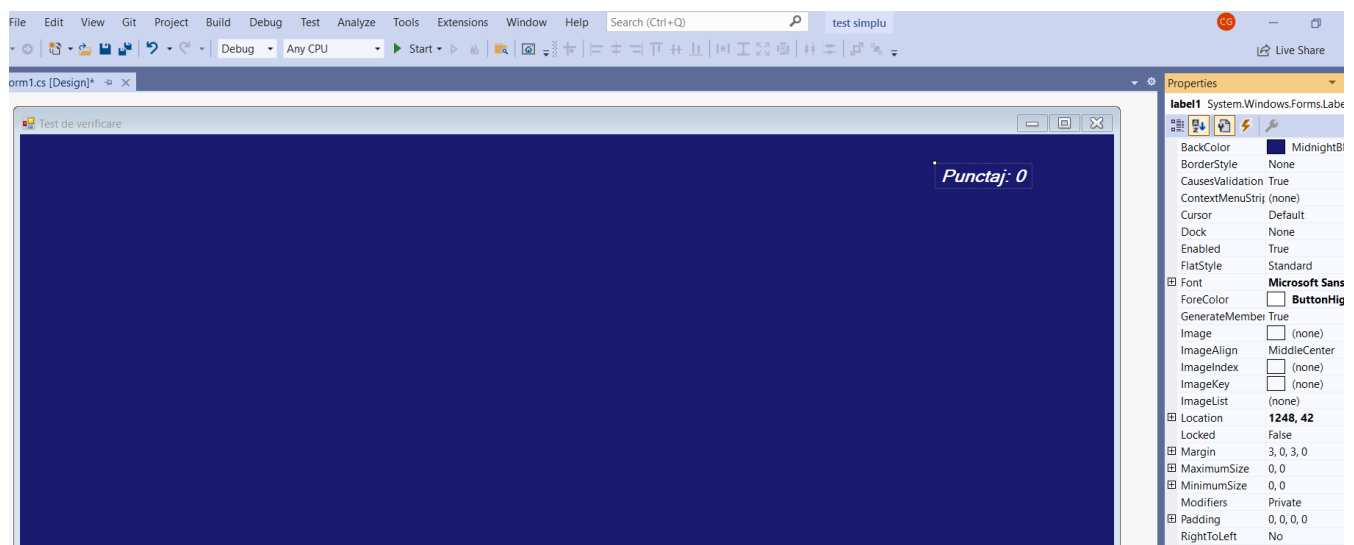 File Edit View Git Project Build Debug Test Analyze Tools Extensions Window Help Search (Ctrl+Q) test simplu CG
Debug Any CPU Start Live Share
orm1.cs [Design]* Properties
label1 System.Windows.Forms.Labe
Test de verificare
Punctaj: 0
BackColor MidnightBl
BorderStyle None
CausesValidation True
ContextMenuStrip (none)
Cursor Default
Dock None
Enabled True
FlatStyle Standard
Font Microsoft Sans
ForeColor ButtonHig
GenerateMember True
Image (none)
ImageAlign MiddleCenter
ImageIndex (none)
ImageKey (none)
ImageList (none)
Location 1248, 42
Locked False
Margin 3, 0, 3, 0
MaximumSize 0, 0
MinimumSize 0, 0
Modifiers Private
Padding 0, 0, 0, 0
RightToLeft No